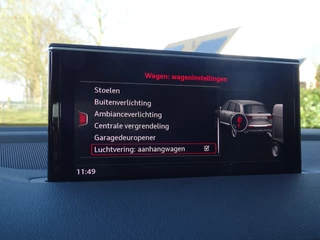 Wagen: wageninstellingen
Stoelen
Buitenverlichting
Ambianceverlichting
Centrale vergrendeling
Garagedeuropener
Luchtvering: aanhangwagen
11:49